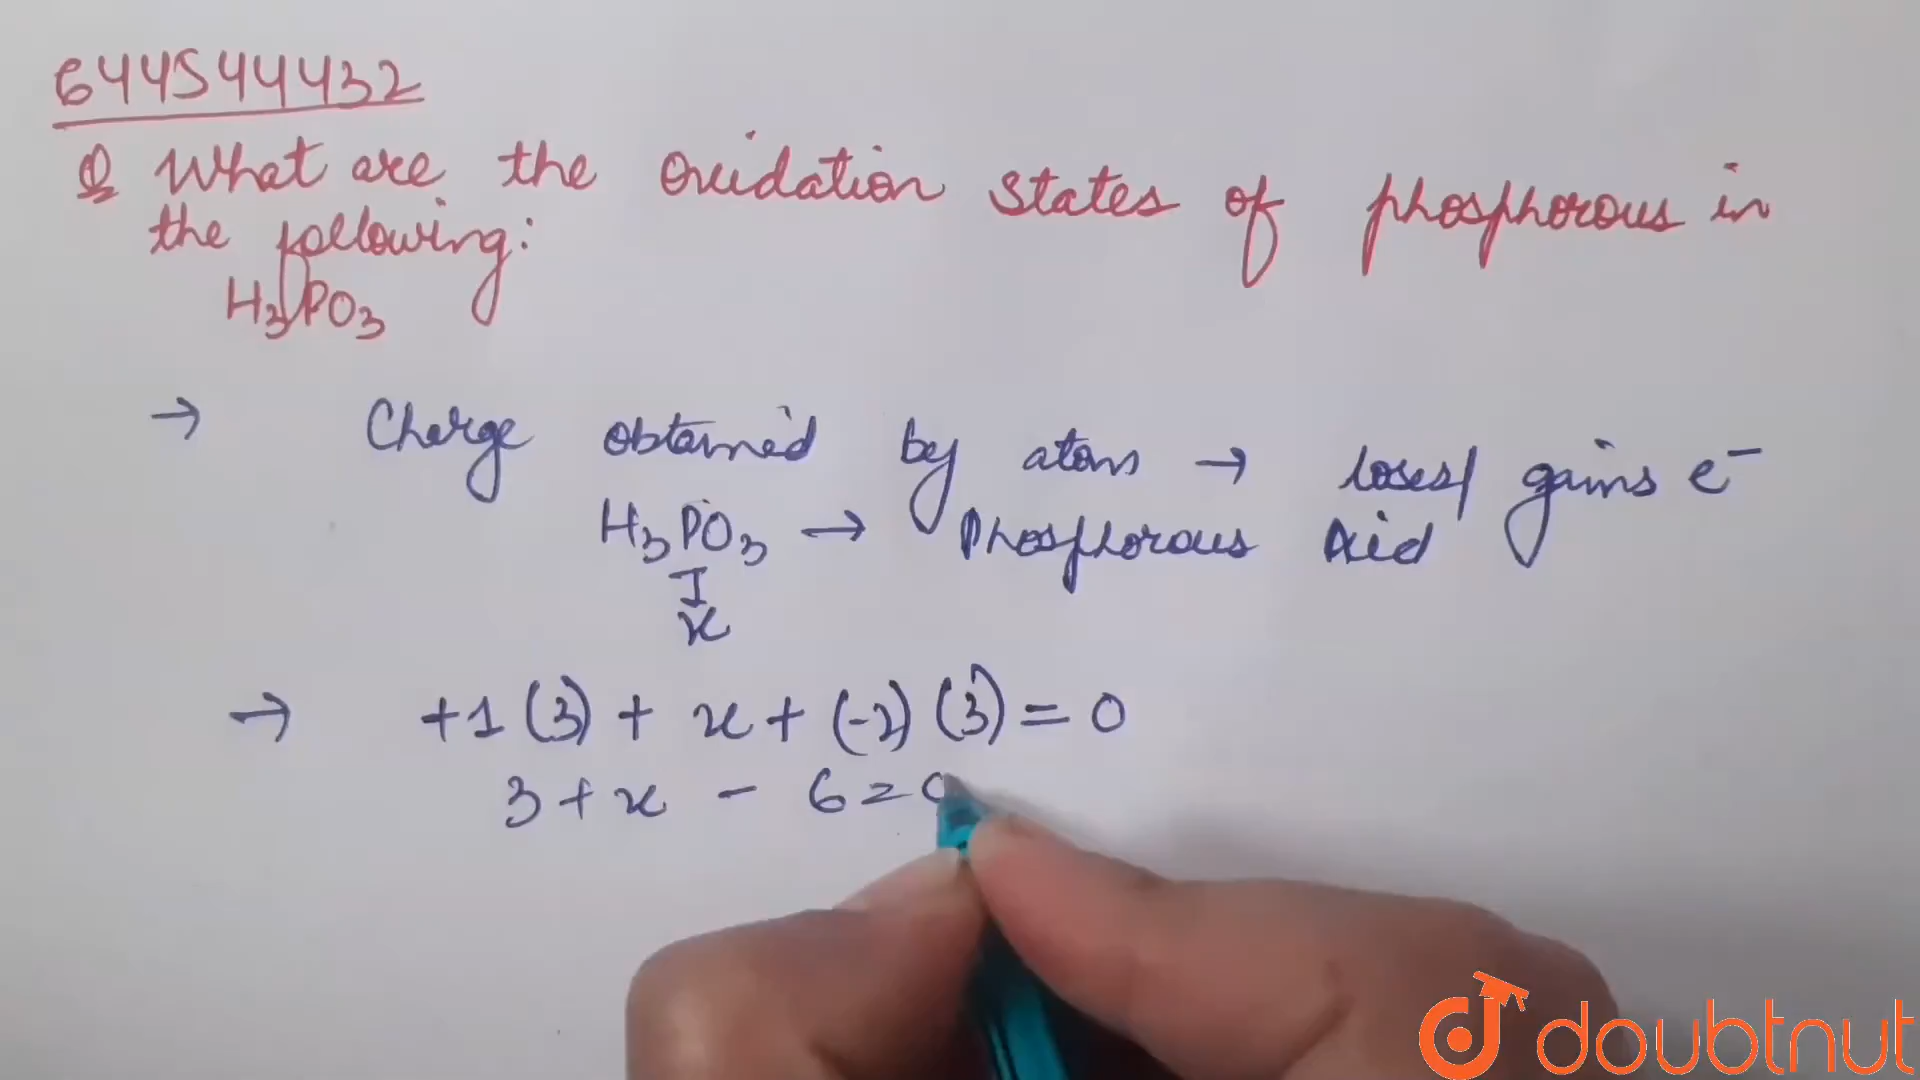 644544432
Q What are the oxidation states of phosphorous in
the following:
H3PO3
→ Charge obtained by atom → loses/ gains e⁻
H3PO3 → Phosphorous Acid
I
x
→ +1 (3) + x + (-2) (3) = 0
3 + x - 6 = 0
doubtnut